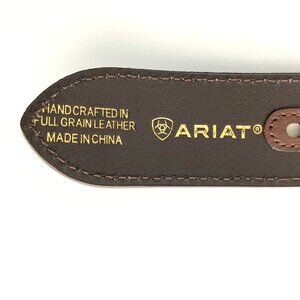 HANDCRAFTED IN
FULL GRAIN LEATHER
MADE IN CHINA
ARIAT®